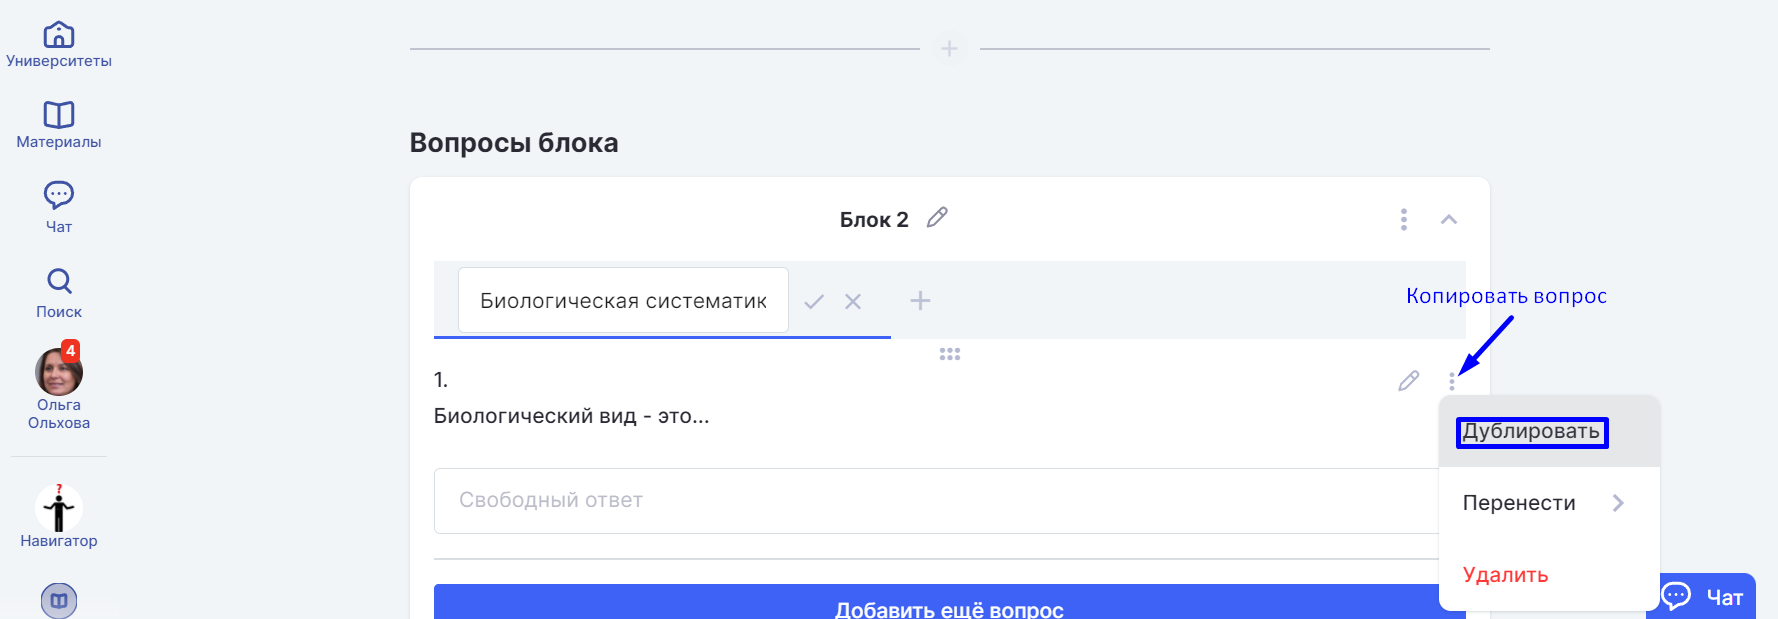 Университеты
Материалы
Чат
Поиск
4
Ольга
Ольхова
?
Навигатор
Вопросы блока
Блок 2
Биологическая систематик
Копировать вопрос
1.
Биологический вид - это...
Дублировать
Свободный ответ
Перенести
Удалить
Добавить ещё вопрос
Чат